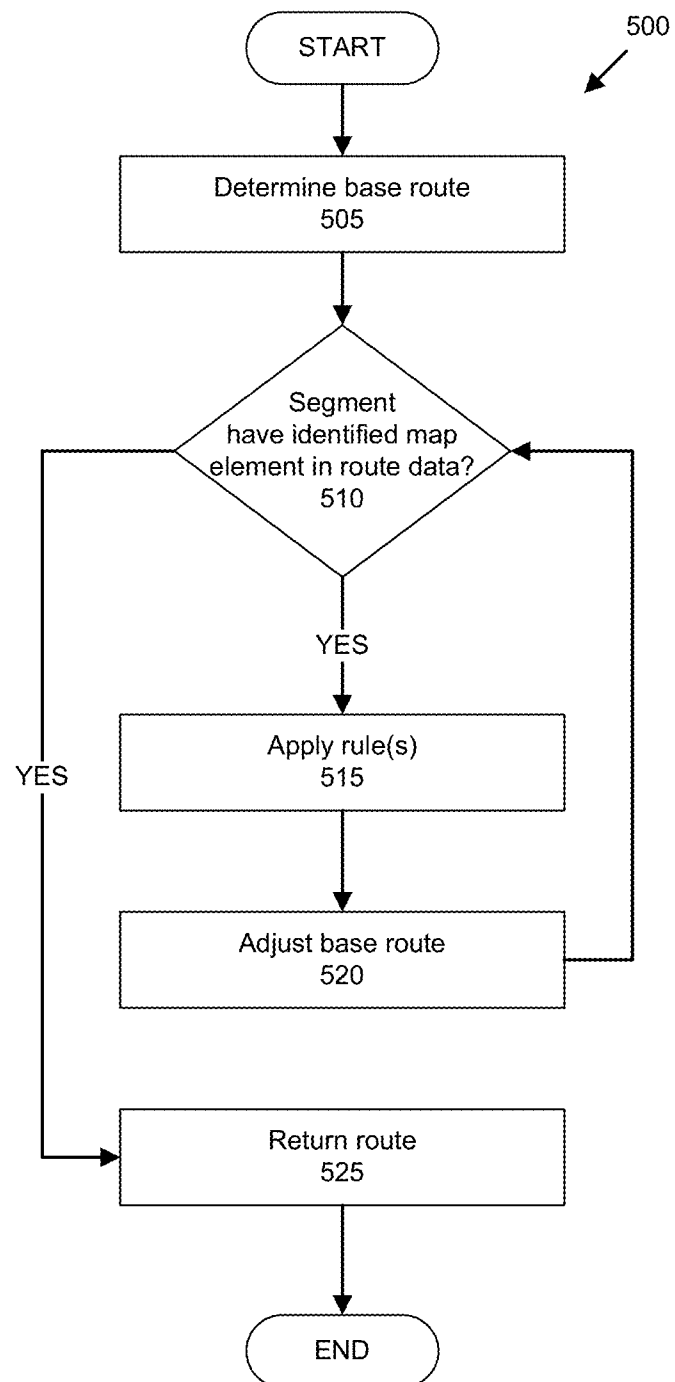 START
500
Determine base route
505
Segment
have identified map
element in route data?
510
YES
Apply rule(s)
515
YES
Adjust base route
520
Return route
525
END